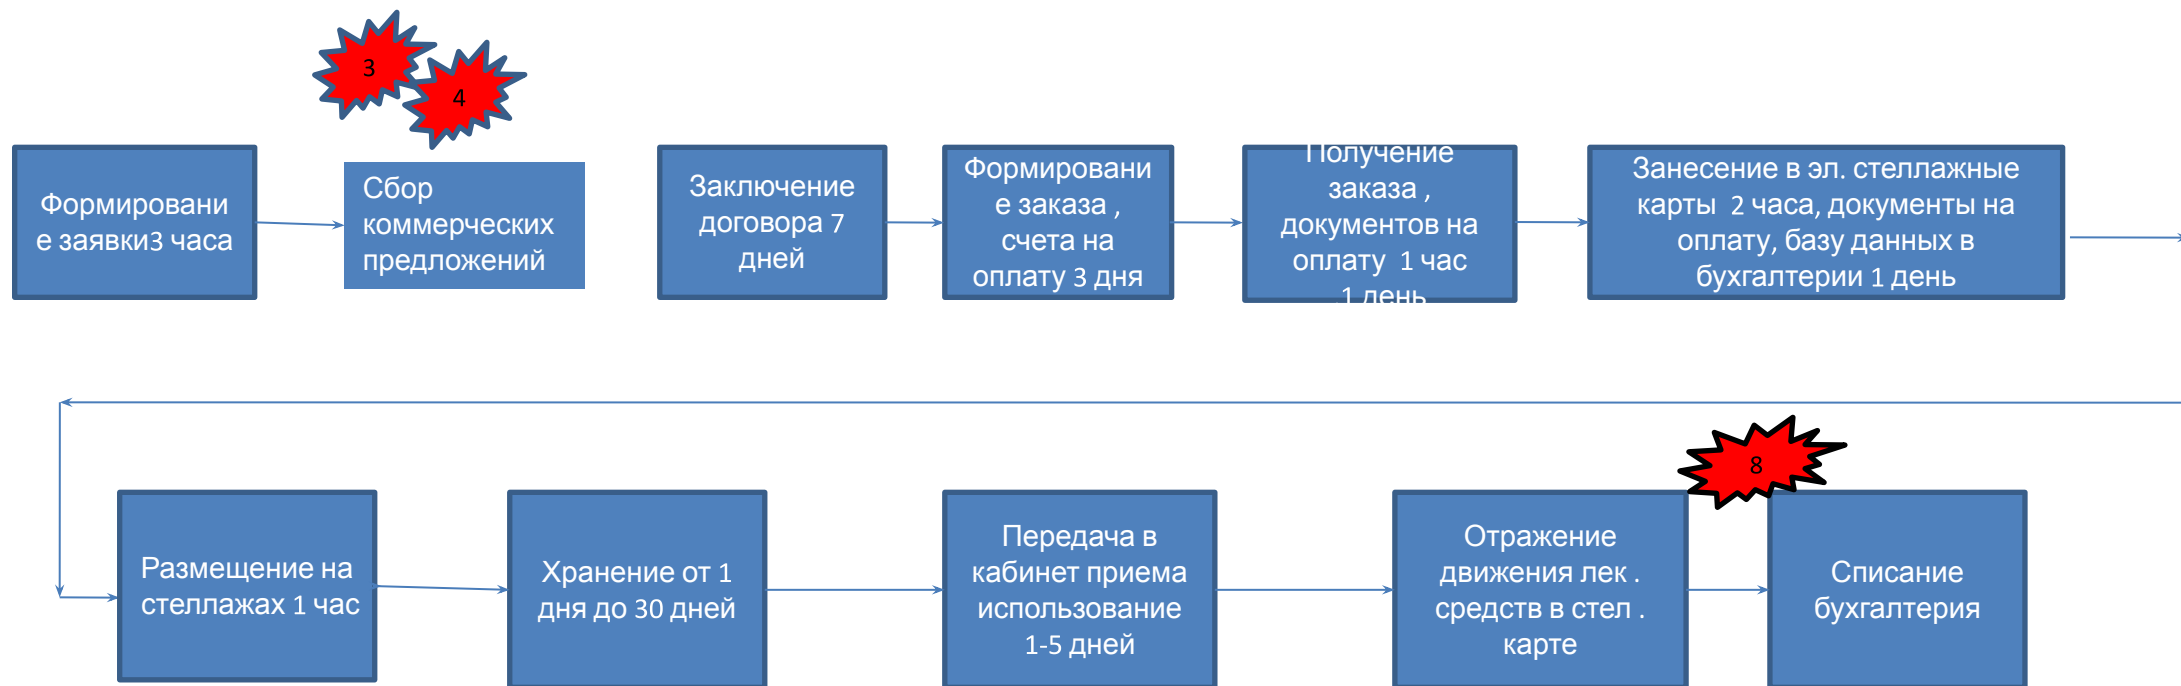 3
4
Формировани
е заявки3 часа
Сбор
коммерческих
предложений
Заключение
договора 7
дней
Формировани
е заказа ,
счета на
оплату 3 дня
Получение
заказа ,
документов на
оплату 1 час
.1 день
Занесение в эл. стеллажные
карты 2 часа, документы на
оплату, базу данных в
бухгалтерии 1 день
8
Размещение на
стеллажах 1 час
Хранение от 1
дня до 30 дней
Передача в
кабинет приема
использование
1-5 дней
Отражение
движения лек .
средств в стел .
карте
Списание
бухгалтерия